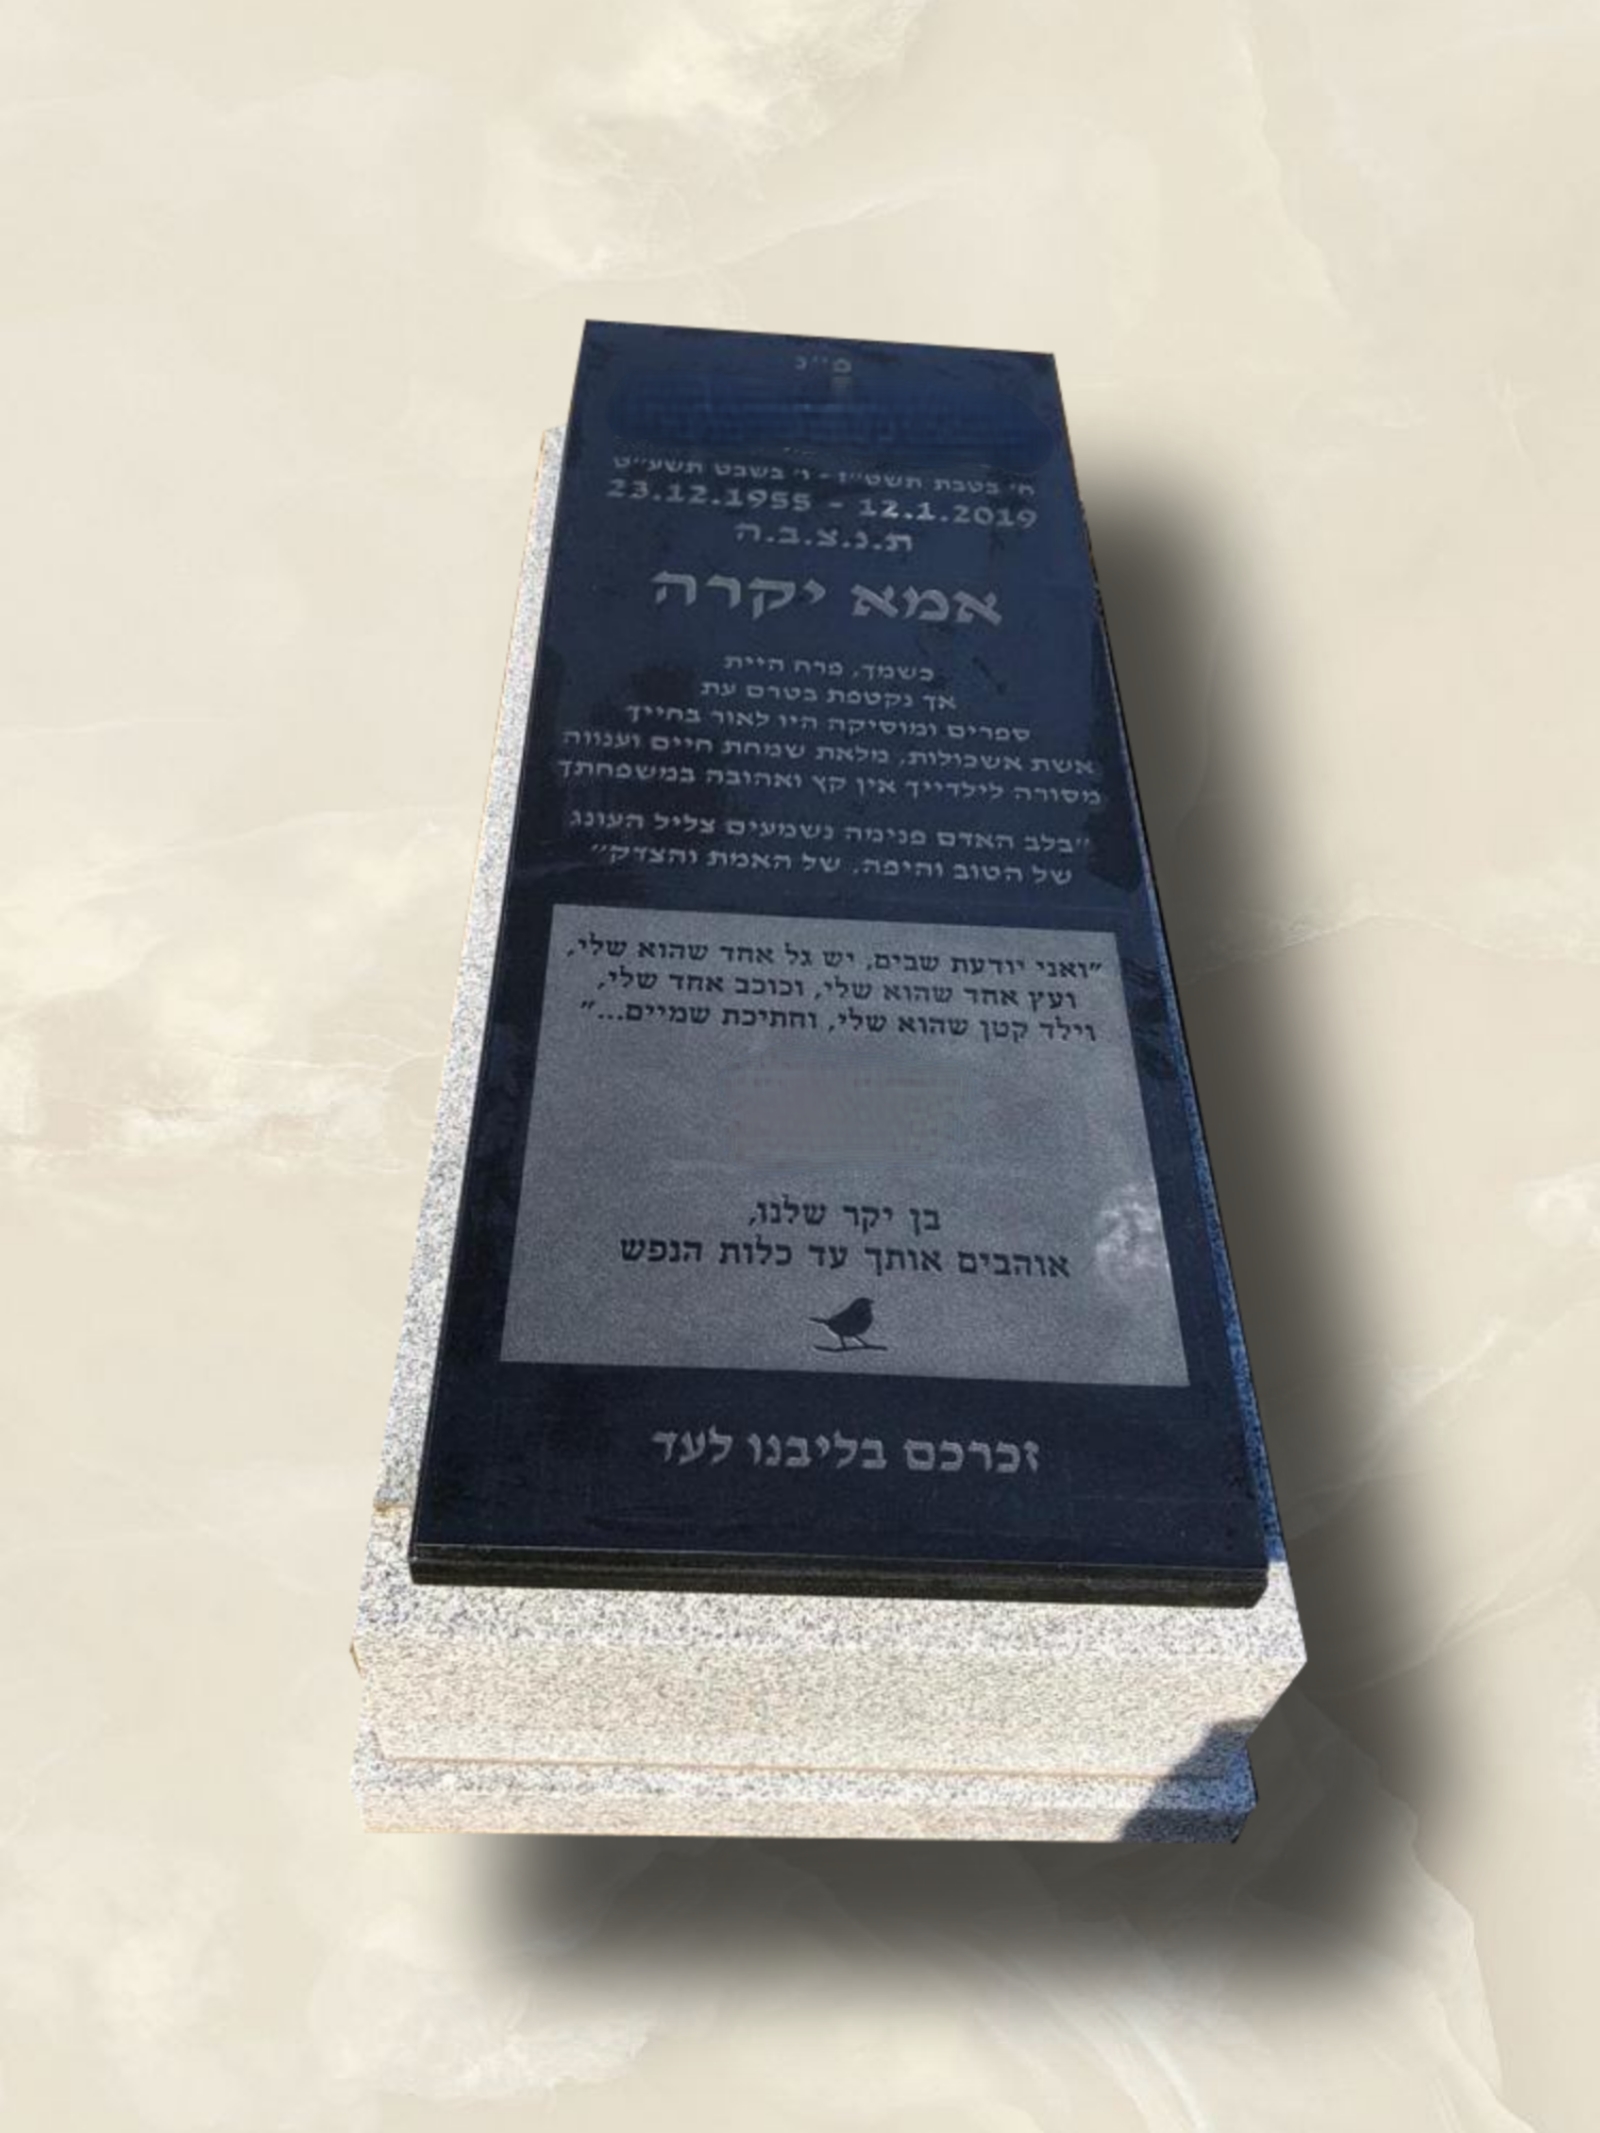 פ״נ
ח׳ בטבת תשט״ז - ו׳ בשבט תשע״ט
23.12.1955 - 12.1.2019
ת.נ.צ.ב.ה
אמא יקרה
כשמך, פרח היית
אך נקטפת בטרם עת
ספרים ומוסיקה היו לאור בחייך
אשת אשכולות, מלאת שמחת חיים וענווה
מסורה לילדייך אין קץ ואהובה במשפחתך
״בלב האדם פנימה נשמעים צליל העונג
של הטוב והיפה, של האמת והצדק״
״ואני יודעת שבים, יש גל אחד שהוא שלי,
ועץ אחד שהוא שלי, וכוכב אחד שלי,
וילד קטן שהוא שלי, וחתיכת שמיים...״
בן יקר שלנו,
אוהבים אותך עד כלות הנפש
זכרכם בליבנו לעד